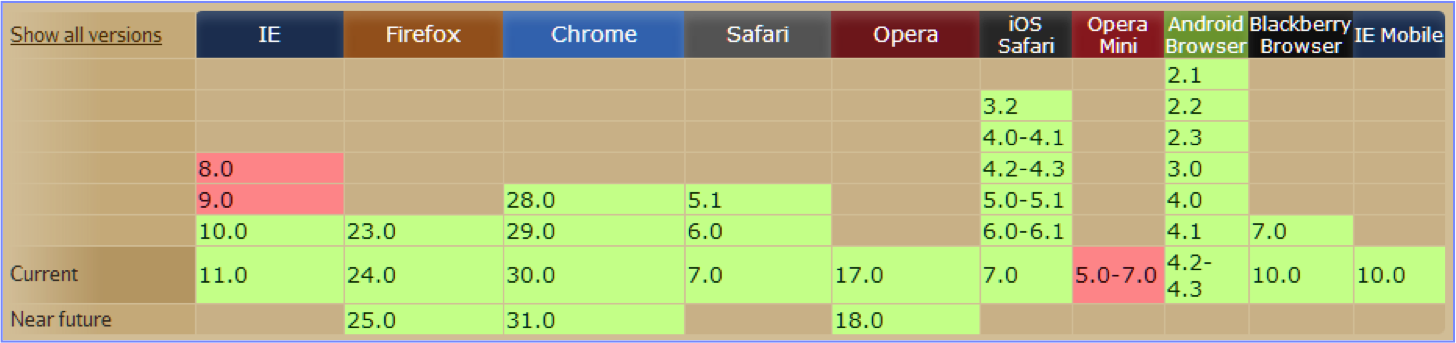 Show all versions IE Firefox Chrome Safari Opera iOS Safari Opera Mini Android Browser Blackberry Browser IE Mobile
2.1
3.2 2.2
4.0-4.1 2.3
8.0 4.2-4.3 3.0
9.0 28.0 5.1 5.0-5.1 4.0
10.0 23.0 29.0 6.0 6.0-6.1 4.1 7.0
Current 11.0 24.0 30.0 7.0 17.0 7.0 5.0-7.0 4.2-4.3 10.0 10.0
Near future 25.0 31.0 18.0